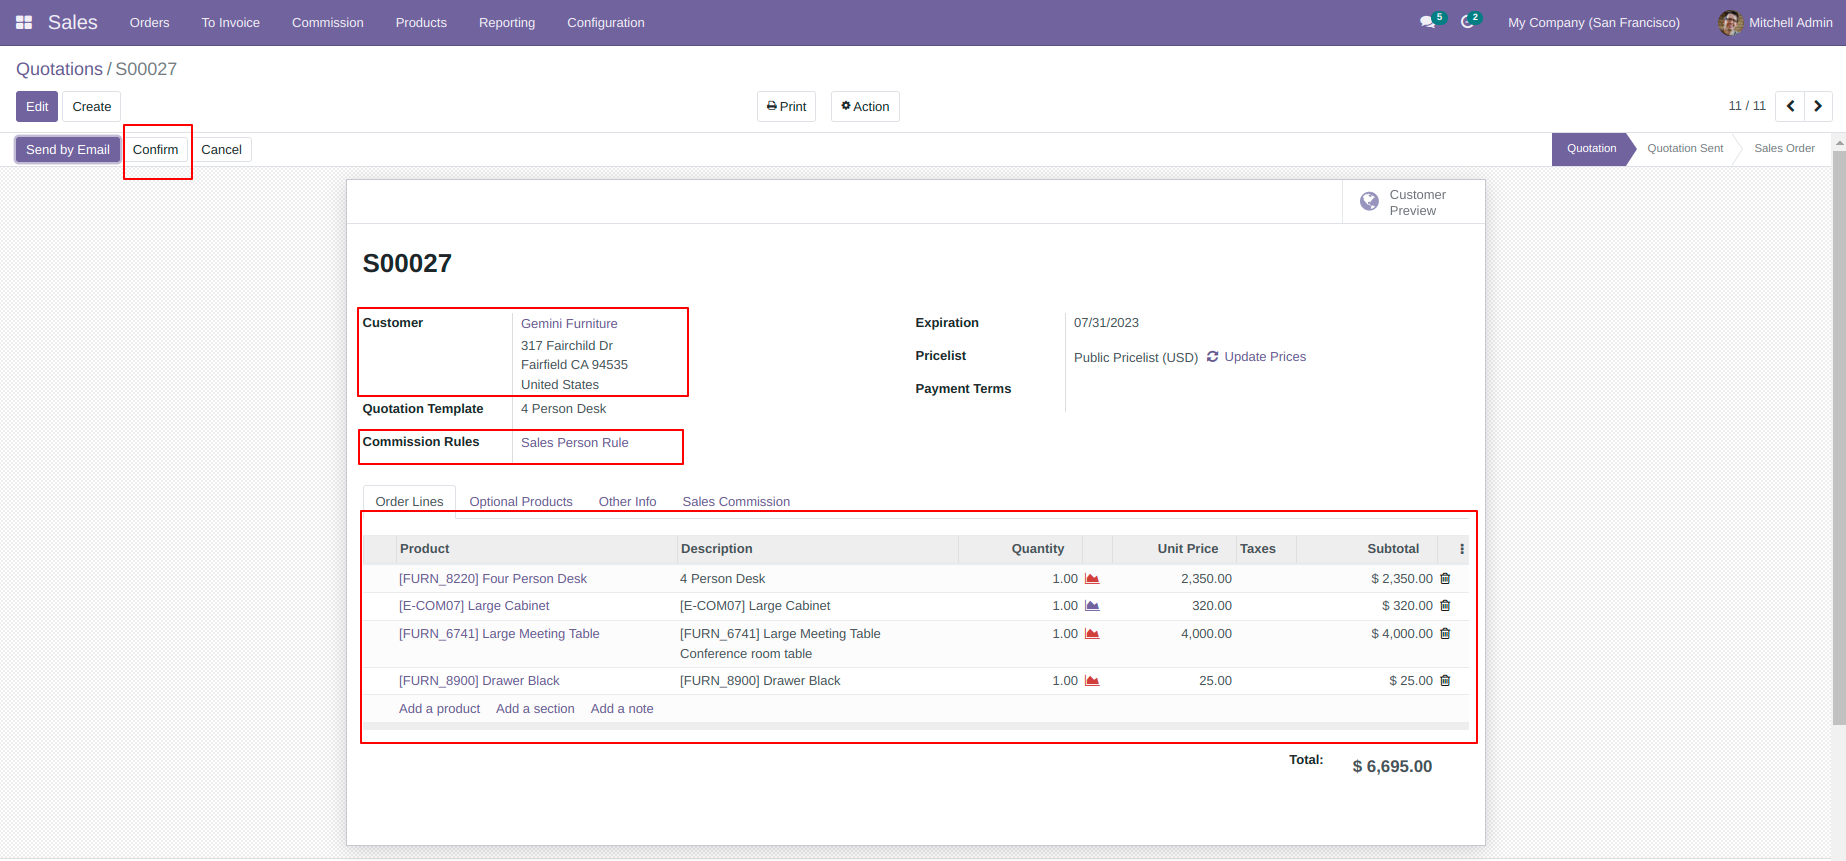 Sales Orders To Invoice Commission Products Reporting Configuration 5 2 My Company (San Francisco) Mitchell Admin
Quotations / S00027
Edit Create Print Action 11 / 11
Send by Email Confirm Cancel Quotation Quotation Sent Sales Order
Customer
Preview
S00027
Customer Gemini Furniture
317 Fairchild Dr
Fairfield CA 94535
United States
Quotation Template 4 Person Desk
Commission Rules Sales Person Rule
Expiration 07/31/2023
Pricelist Public Pricelist (USD) Update Prices
Payment Terms
Order Lines Optional Products Other Info Sales Commission
Product Description Quantity Unit Price Taxes Subtotal
[FURN_8220] Four Person Desk 4 Person Desk 1.00 2,350.00 $ 2,350.00
[E-COM07] Large Cabinet [E-COM07] Large Cabinet 1.00 320.00 $ 320.00
[FURN_6741] Large Meeting Table [FURN_6741] Large Meeting Table 1.00 4,000.00 $ 4,000.00
Conference room table
[FURN_8900] Drawer Black [FURN_8900] Drawer Black 1.00 25.00 $ 25.00
Add a product Add a section Add a note
Total: $ 6,695.00